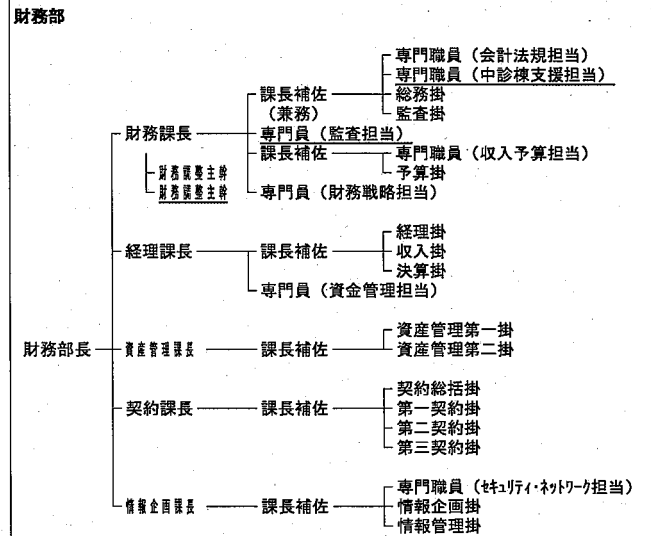 財務部
専門職員（会計法規担当）
専門職員（中診棟支援担当）
課長補佐
総務掛
（兼務）
監査掛
財務課長
専門員（監査担当）
課長補佐
専門職員（収入予算担当）
財務調整主幹
予算掛
財務調整主幹
専門員（財務戦略担当）
経理掛
経理課長
課長補佐
収入掛
決算掛
専門員（資金管理担当）
資産管理第一掛
財務部長
資産管理課長
課長補佐
資産管理第二掛
契約総括掛
契約課長
課長補佐
第一契約掛
第二契約掛
第三契約掛
専門職員（ｾｷｭﾘﾃｨ・ﾈｯﾄﾜｰｸ担当）
情報企画課長
課長補佐
情報企画掛
情報管理掛